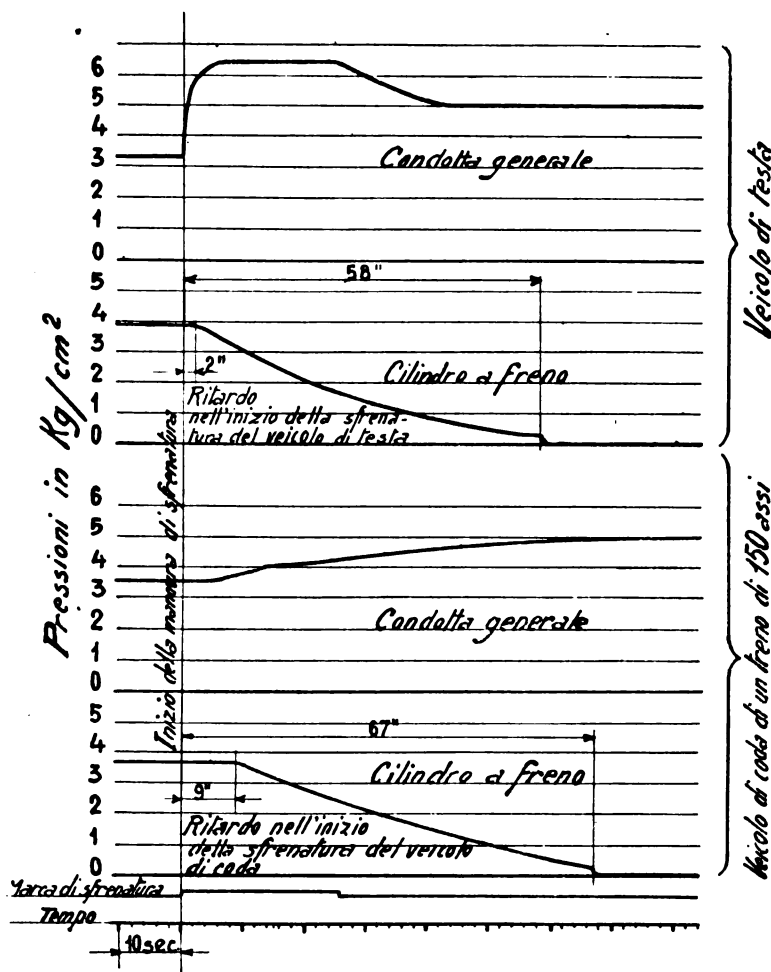 Pressioni in Kg/cm²
6
5
4
3
2
1
0
Condotta generale
58"
5
4
3
2
1
0
2"
Cilindro a freno
Ritardo
nell'inizio della sfrena-
tura del veicolo di testa
Veicolo di testa
Inizio della manovra di sfrenatura
6
5
4
3
2
1
0
Condotta generale
67"
5
4
3
2
1
0
9"
Cilindro a freno
Ritardo nell'inizio
della sfrenatura del veicolo
di coda
Veicolo di coda di un treno di 150 assi
Marca di sfrenatura
Tempo
10 sec